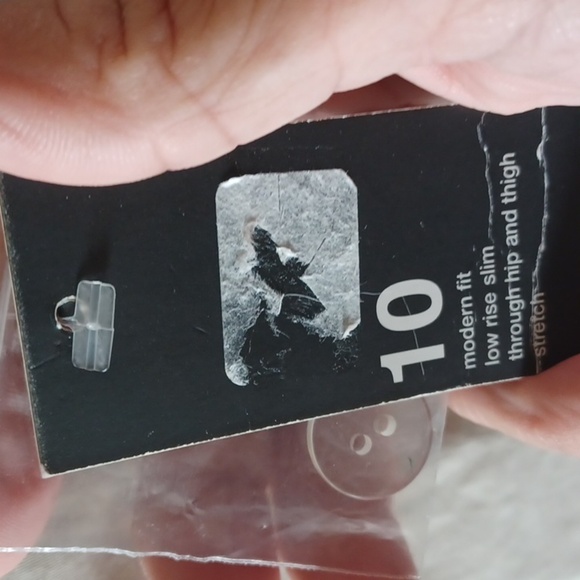 10
modern fit
low rise slim
through hip and thigh
stretch